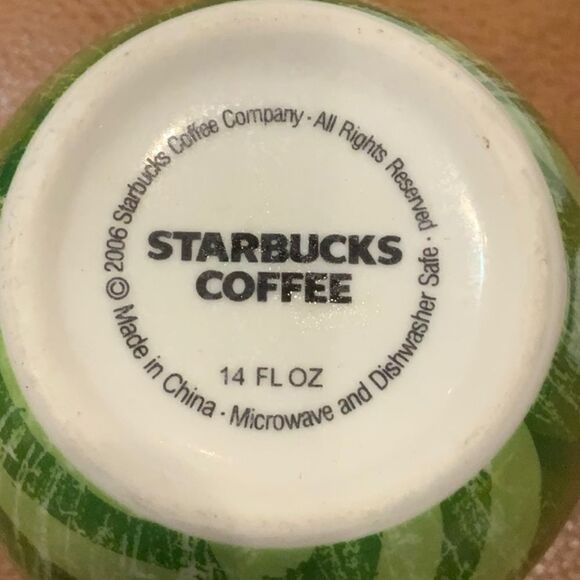 © 2006 Starbucks Coffee Company · All Rights Reserved ·
STARBUCKS
COFFEE
14 FL OZ
Made in China · Microwave and Dishwasher Safe ·